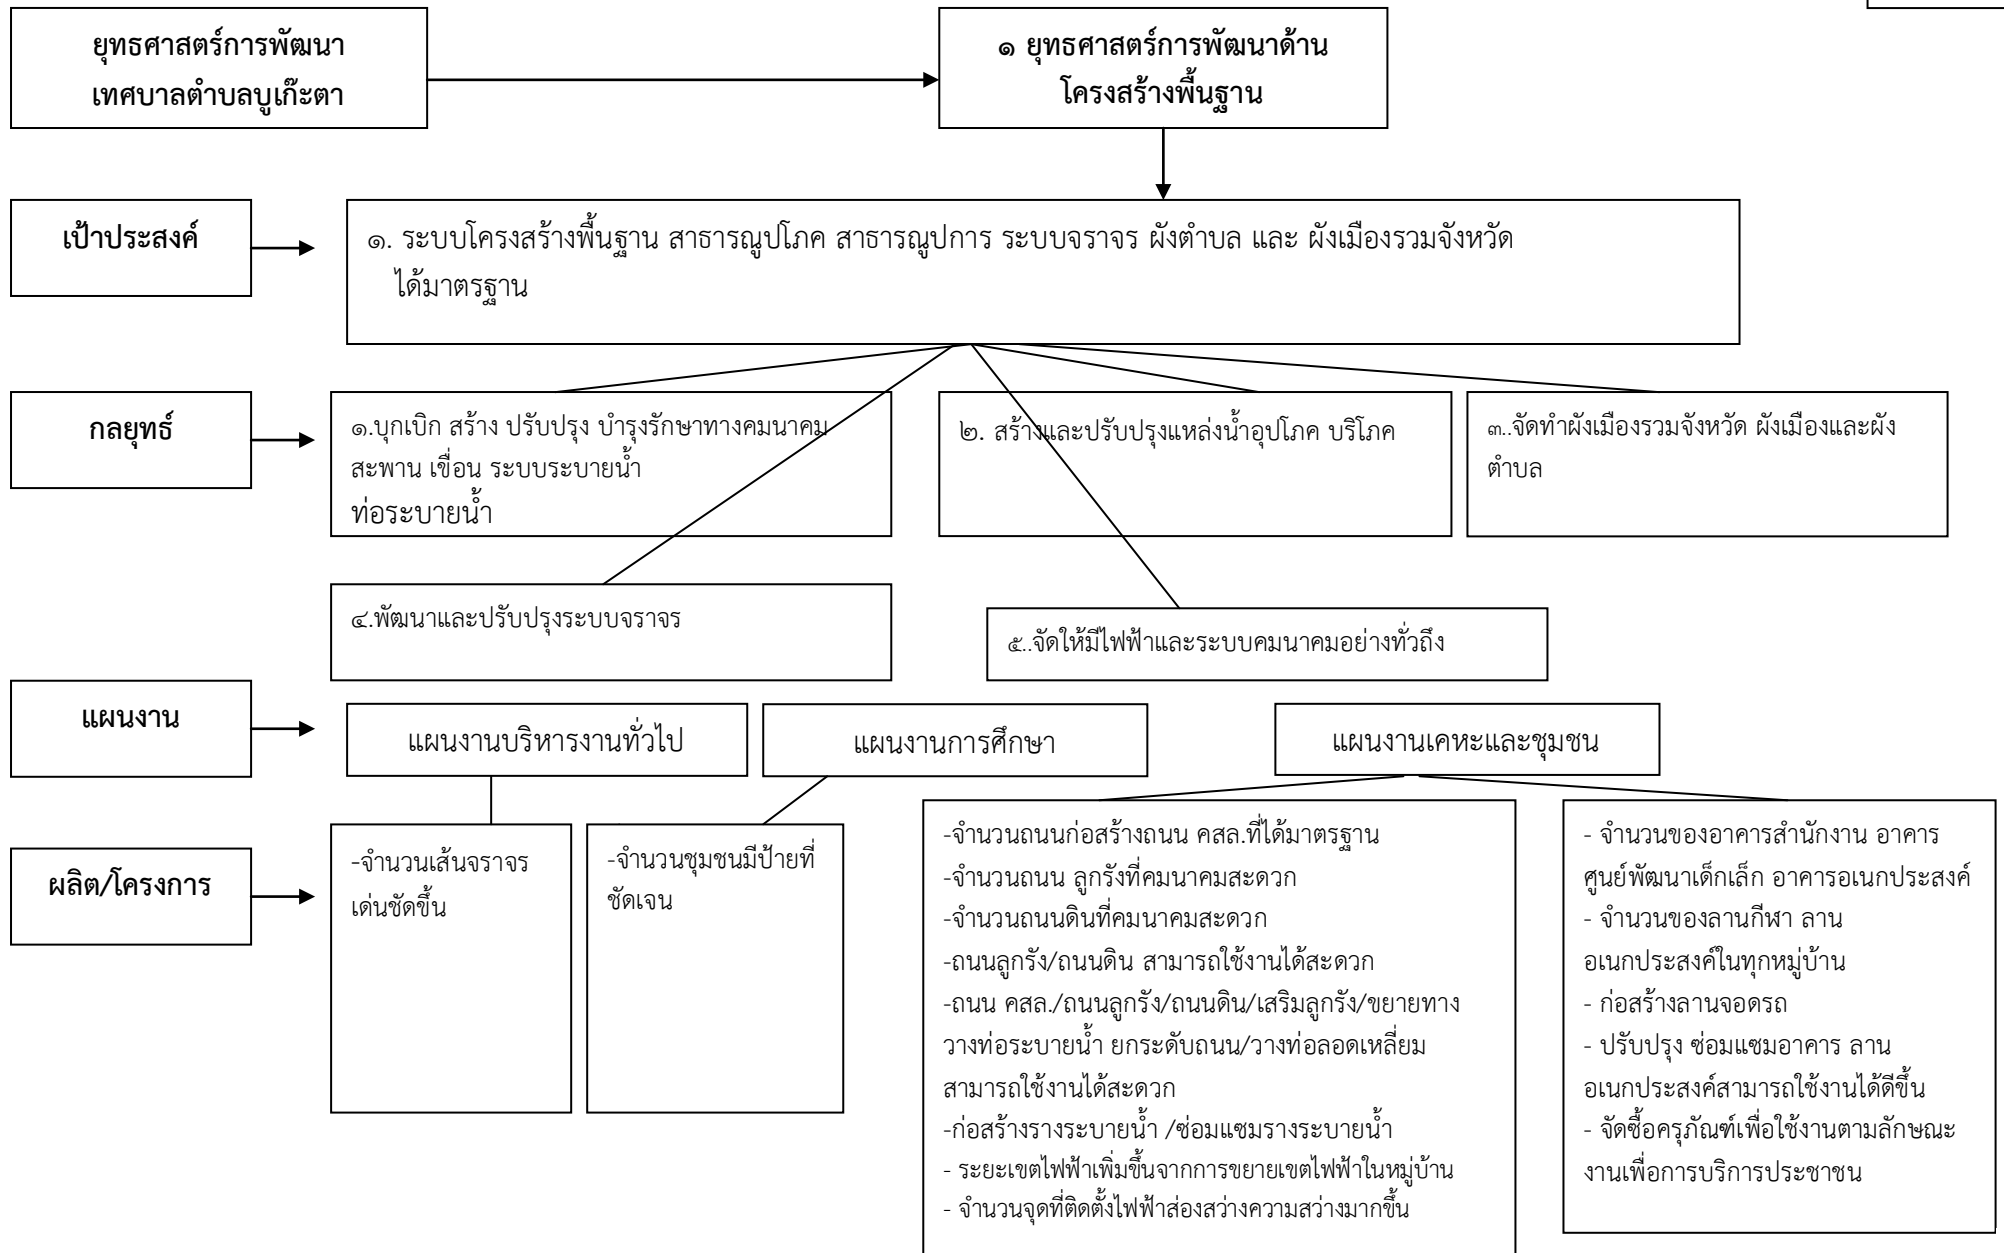 ยุทธศาสตร์การพัฒนา
เทศบาลตำบลบูเก๊ะตา
๑ ยุทธศาสตร์การพัฒนาด้าน
โครงสร้างพื้นฐาน
เป้าประสงค์
๑. ระบบโครงสร้างพื้นฐาน สาธารณูปโภค สาธารณูปการ ระบบจราจร ผังตำบล และ ผังเมืองรวมจังหวัด
ได้มาตรฐาน
กลยุทธ์
๑.บุกเบิก สร้าง ปรับปรุง บำรุงรักษาทางคมนาคม
สะพาน เขื่อน ระบบระบายน้ำ
ท่อระบายน้ำ
๒. สร้างและปรับปรุงแหล่งน้ำอุปโภค บริโภค
๓..จัดทำผังเมืองรวมจังหวัด ผังเมืองและผัง
ตำบล
๔.พัฒนาและปรับปรุงระบบจราจร
๕..จัดให้มีไฟฟ้าและระบบคมนาคมอย่างทั่วถึง
แผนงาน
แผนงานบริหารงานทั่วไป
แผนงานการศึกษา
แผนงานเคหะและชุมชน
ผลิต/โครงการ
-จำนวนเส้นจราจร
เด่นชัดขึ้น
-จำนวนชุมชนมีป้ายที่
ชัดเจน
-จำนวนถนนก่อสร้างถนน คสล.ที่ได้มาตรฐาน
-จำนวนถนน ลูกรังที่คมนาคมสะดวก
-จำนวนถนนดินที่คมนาคมสะดวก
-ถนนลูกรัง/ถนนดิน สามารถใช้งานได้สะดวก
-ถนน คสล./ถนนลูกรัง/ถนนดิน/เสริมลูกรัง/ขยายทาง
วางท่อระบายน้ำ ยกระดับถนน/วางท่อลอดเหลี่ยม
สามารถใช้งานได้สะดวก
-ก่อสร้างรางระบายน้ำ /ซ่อมแซมรางระบายน้ำ
- ระยะเขตไฟฟ้าเพิ่มขึ้นจากการขยายเขตไฟฟ้าในหมู่บ้าน
- จำนวนจุดที่ติดตั้งไฟฟ้าส่องสว่างความสว่างมากขึ้น
- จำนวนของอาคารสำนักงาน อาคาร
ศูนย์พัฒนาเด็กเล็ก อาคารอเนกประสงค์
- จำนวนของลานกีฬา ลาน
อเนกประสงค์ในทุกหมู่บ้าน
- ก่อสร้างลานจอดรถ
- ปรับปรุง ซ่อมแซมอาคาร ลาน
อเนกประสงค์สามารถใช้งานได้ดีขึ้น
- จัดซื้อครุภัณฑ์เพื่อใช้งานตามลักษณะ
งานเพื่อการบริการประชาชน